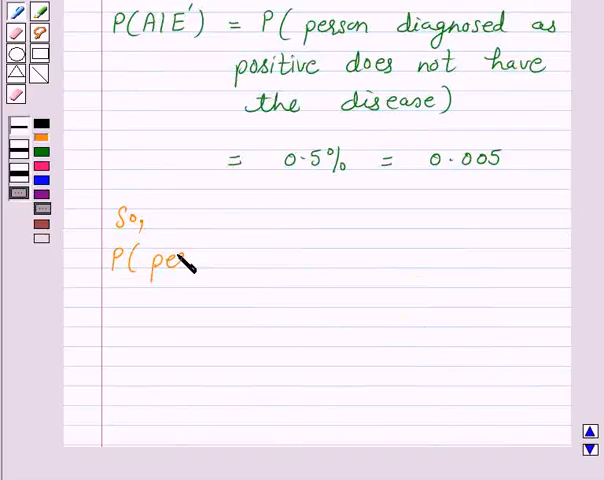 P(A|E') = P( person diagnosed as
positive does not have
the disease)
= 0.5% = 0.005
So,
P( pe